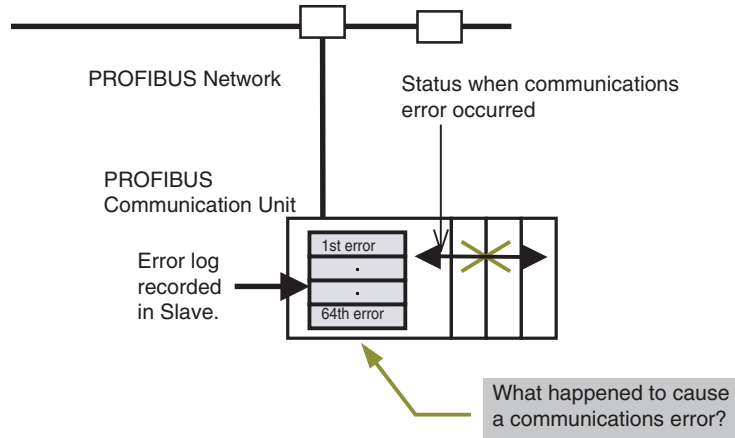 PROFIBUS Network
Status when communications
error occurred
PROFIBUS
Communication Unit
Error log
recorded
in Slave.
1st error
.
.
64th error
What happened to cause
a communications error?